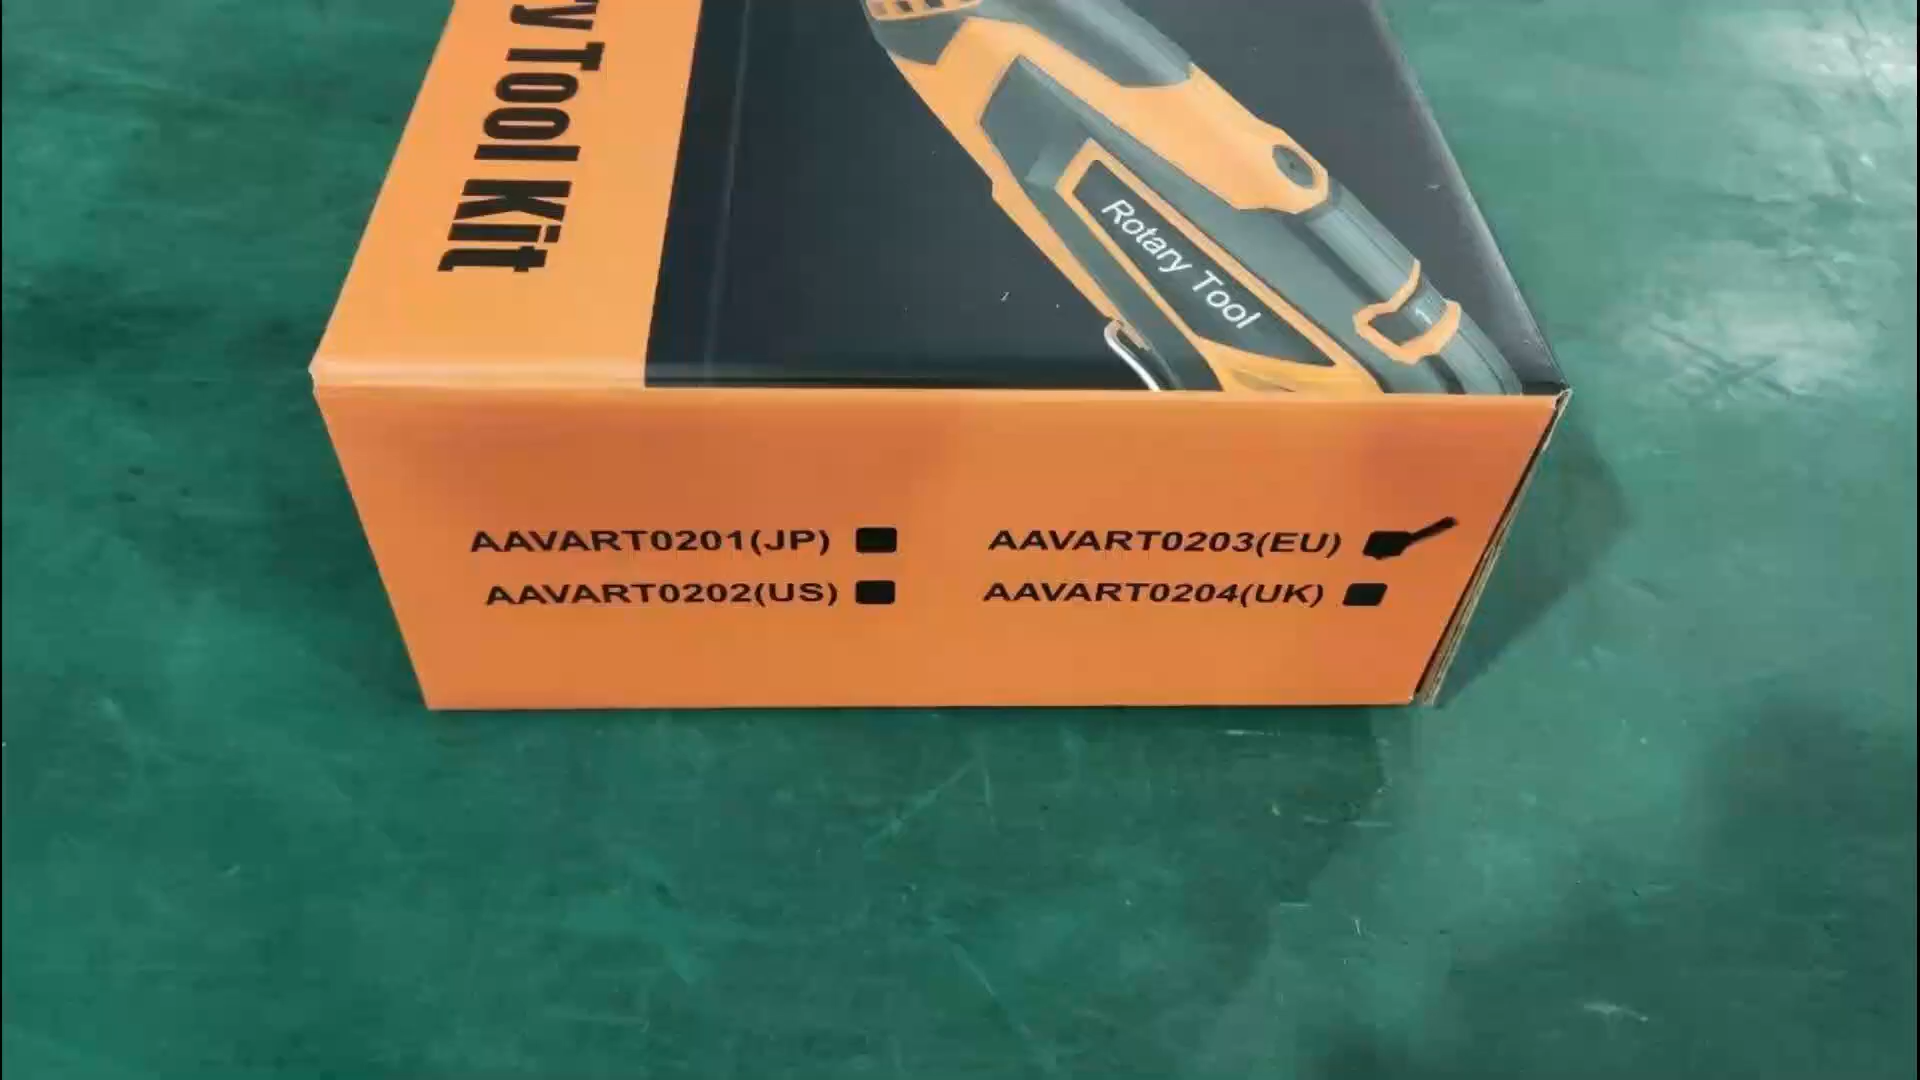 y Tool Kit
Rotary Tool
AAVART0201(JP)
AAVART0202(US)
AAVART0203(EU)
AAVART0204(UK)